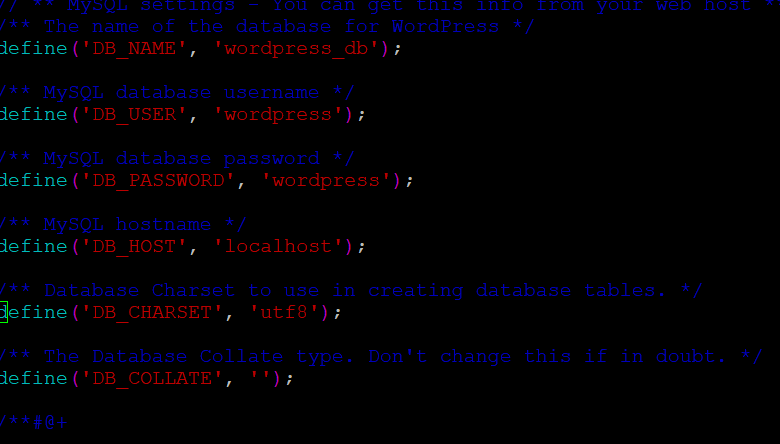 // ** MySQL settings - You can get this info from your web host *
/** The name of the database for WordPress */
define('DB_NAME', 'wordpress_db');
/** MySQL database username */
define('DB_USER', 'wordpress');
/** MySQL database password */
define('DB_PASSWORD', 'wordpress');
/** MySQL hostname */
define('DB_HOST', 'localhost');
/** Database Charset to use in creating database tables. */
define('DB_CHARSET', 'utf8');
/** The Database Collate type. Don't change this if in doubt. */
define('DB_COLLATE', '');
/**#@+